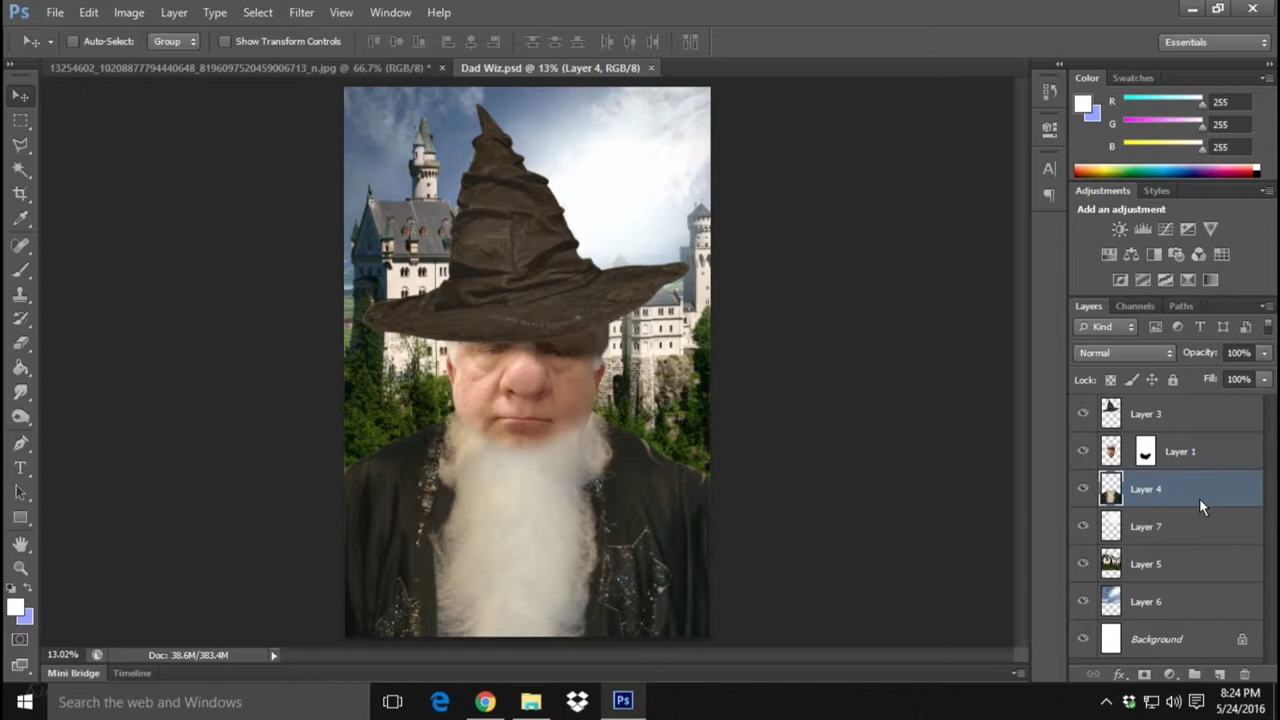 Ps File Edit Image Layer Type Select Filter View Window Help
Auto-Select: Group Show Transform Controls Essentials
13254602_10208877794440648_8196097520459006713_n.jpg @ 66.7% (RGB/8) * × Dad Wiz.psd @ 13% (Layer 4, RGB/8) ×
Color Swatches
R 255
G 255
B 255
Adjustments Styles
Add an adjustment
Layers Channels Paths
Kind
Normal Opacity: 100%
Lock: Fill: 100%
Layer 3
Layer 1
Layer 4
Layer 7
Layer 5
Layer 6
Background
13.02% Doc: 38.6M/383.4M
Mini Bridge Timeline
Search the web and Windows
Ps
8:24 PM
5/24/2016